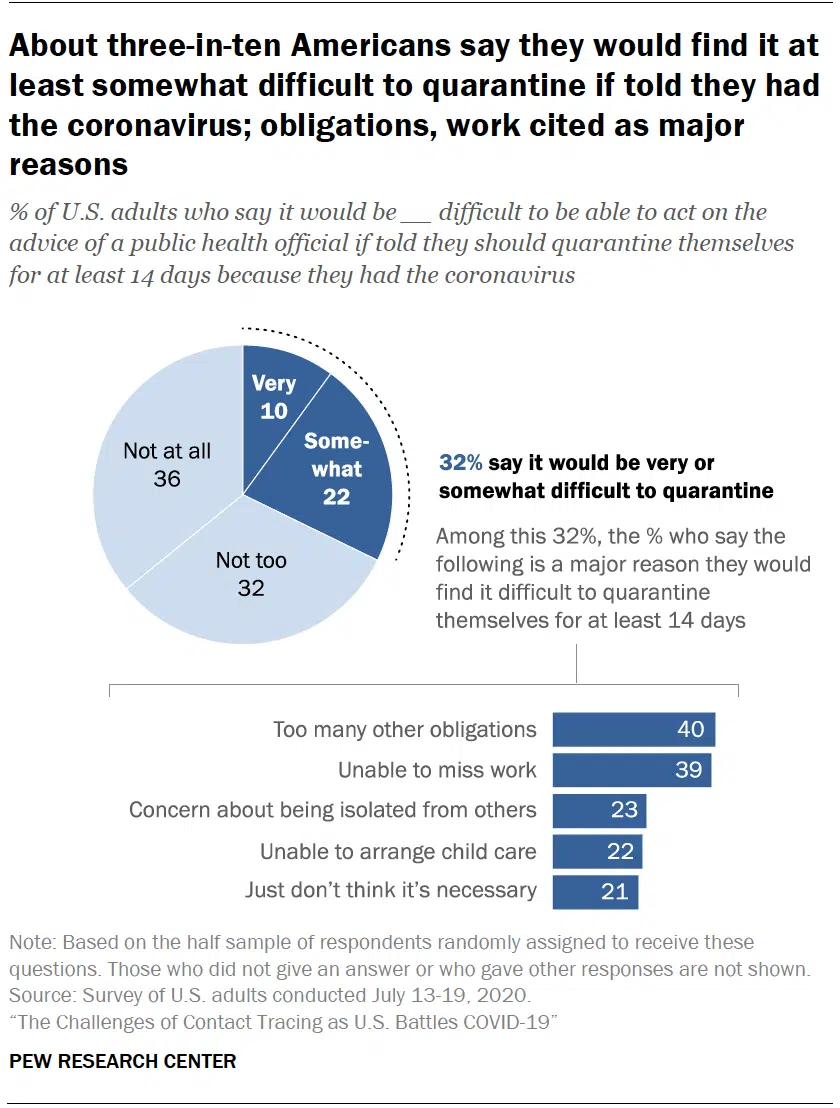 About three-in-ten Americans say they would find it at
least somewhat difficult to quarantine if told they had
the coronavirus; obligations, work cited as major
reasons
% of U.S. adults who say it would be __ difficult to be able to act on the
advice of a public health official if told they should quarantine themselves
for at least 14 days because they had the coronavirus
Very
10
Some-
what
22
Not at all
36
Not too
32
32% say it would be very or
somewhat difficult to quarantine
Among this 32%, the % who say the
following is a major reason they would
find it difficult to quarantine
themselves for at least 14 days
Too many other obligations 40
Unable to miss work 39
Concern about being isolated from others 23
Unable to arrange child care 22
Just don’t think it’s necessary 21
Note: Based on the half sample of respondents randomly assigned to receive these
questions. Those who did not give an answer or who gave other responses are not shown.
Source: Survey of U.S. adults conducted July 13-19, 2020.
“The Challenges of Contact Tracing as U.S. Battles COVID-19”
PEW RESEARCH CENTER